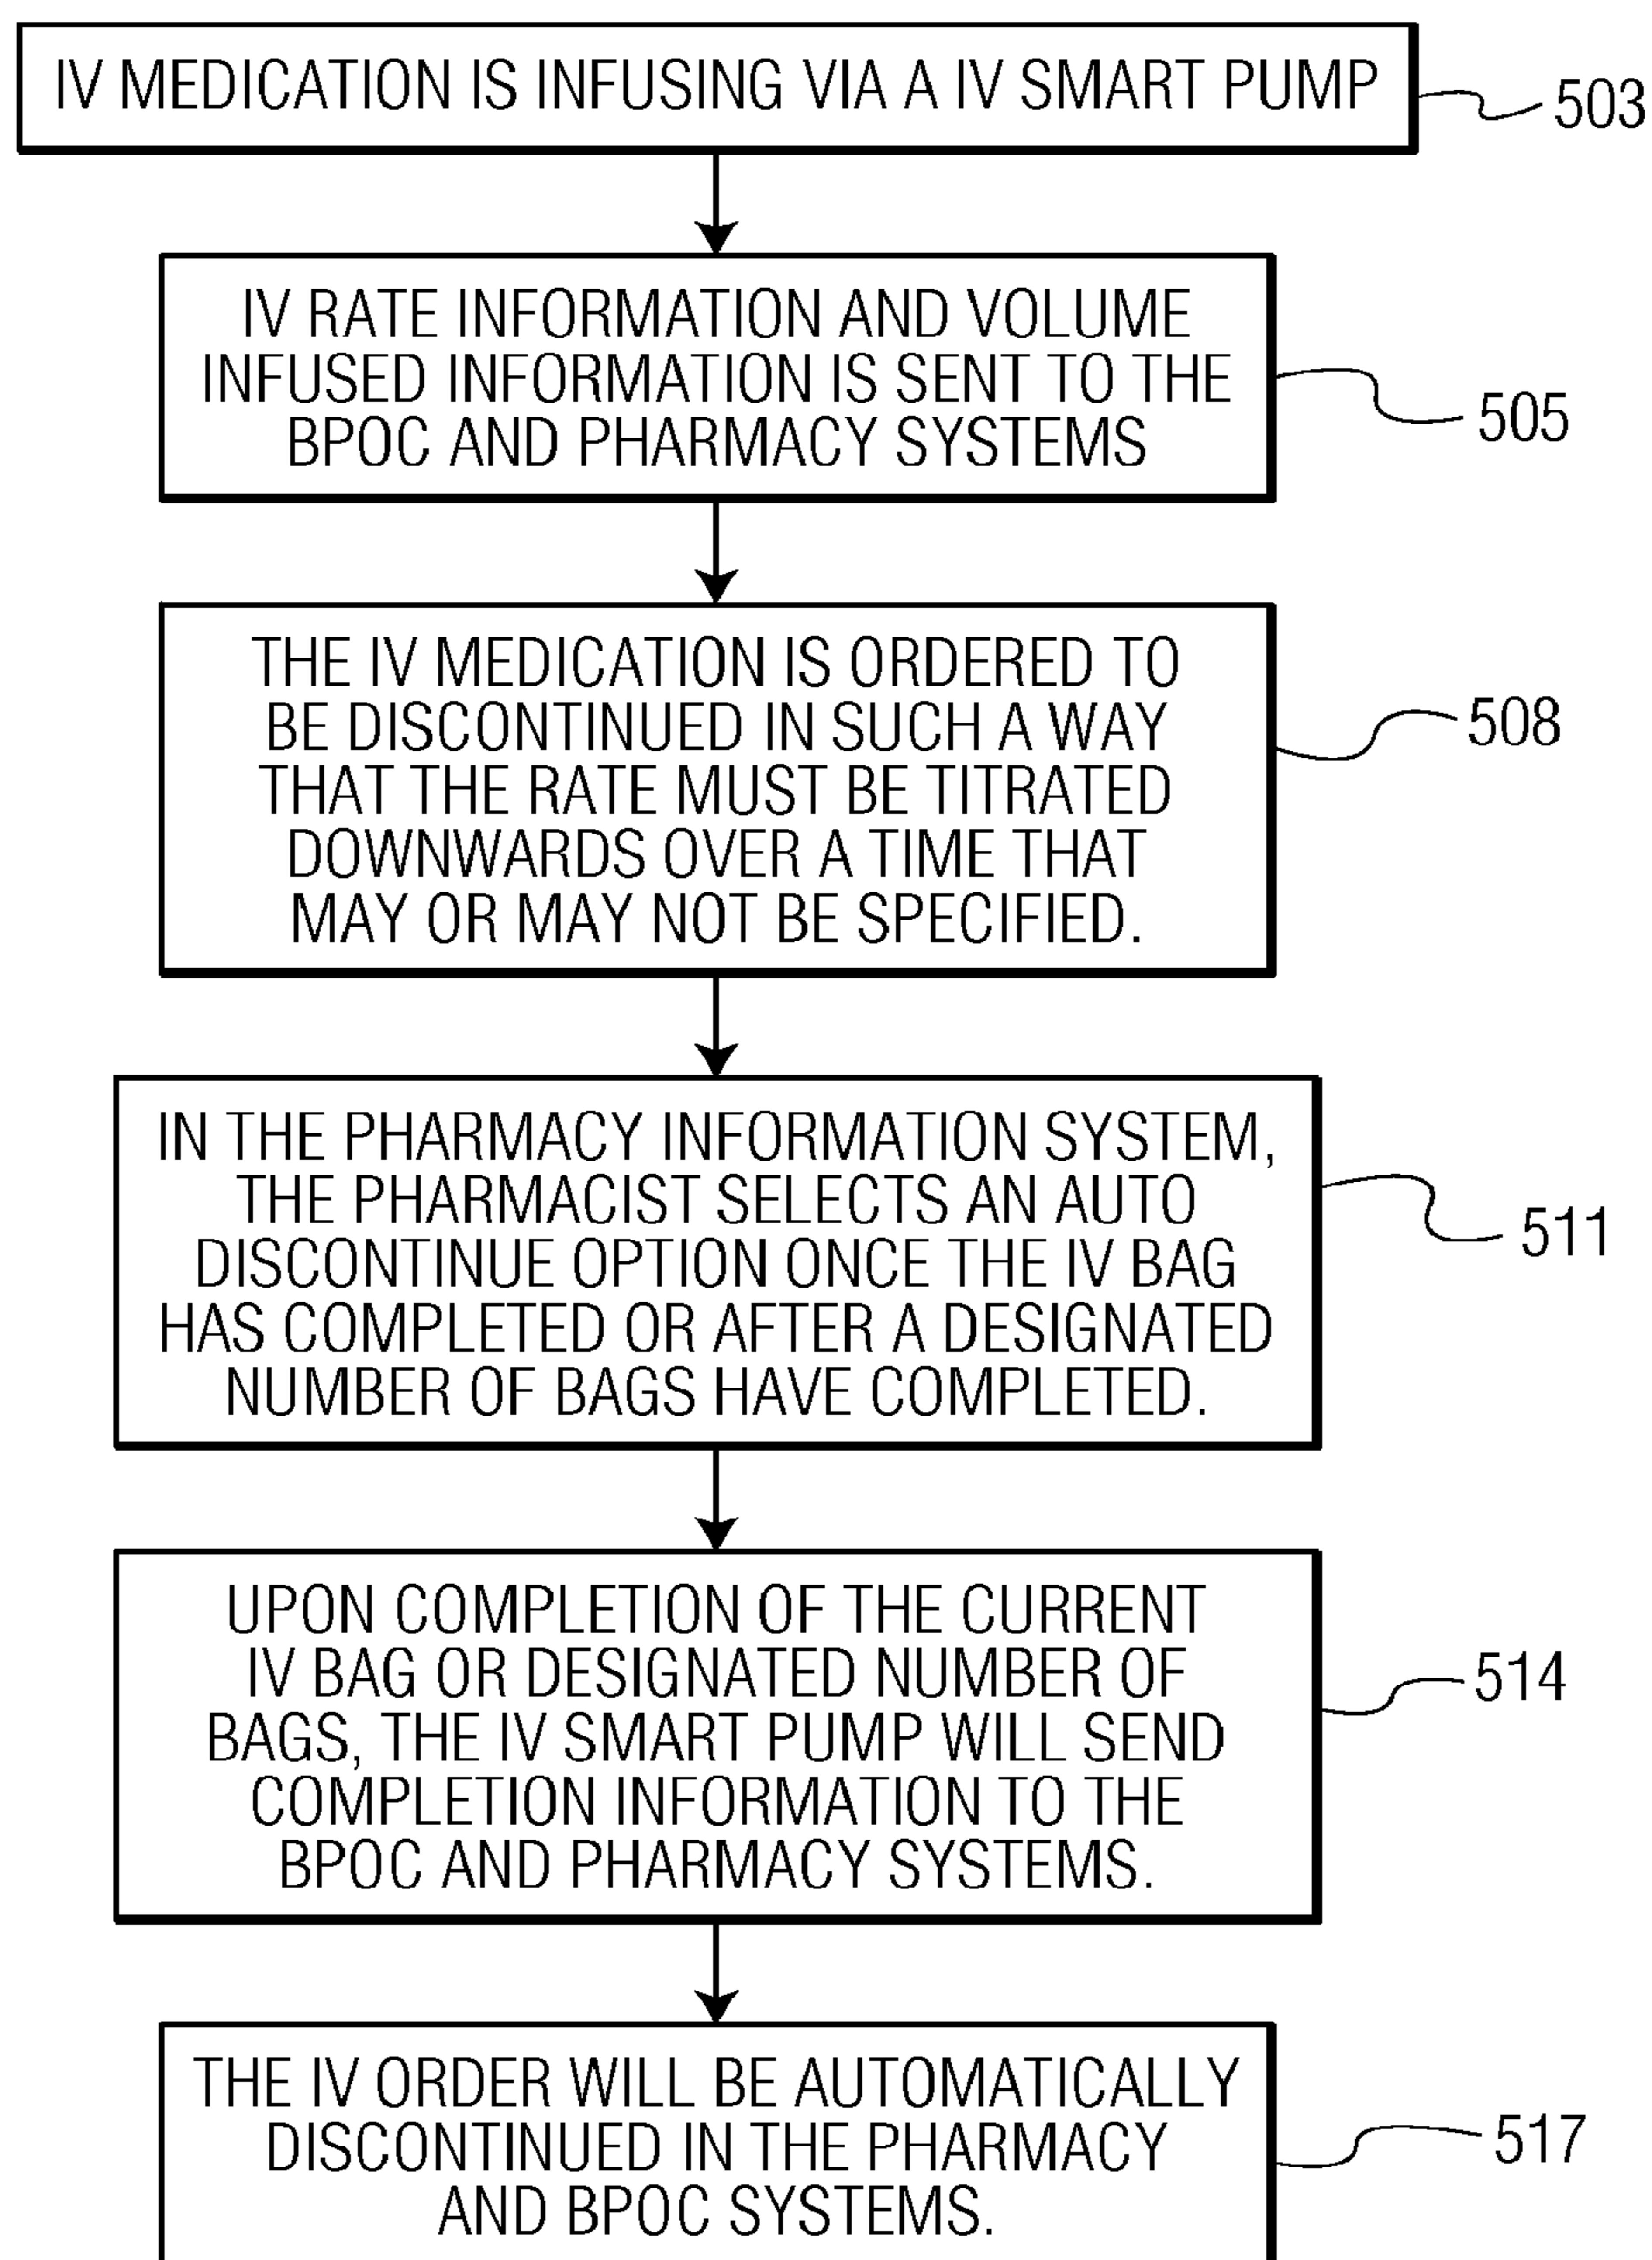 IV MEDICATION IS INFUSING VIA A IV SMART PUMP
503
IV RATE INFORMATION AND VOLUME
INFUSED INFORMATION IS SENT TO THE
BPOC AND PHARMACY SYSTEMS
505
THE IV MEDICATION IS ORDERED TO
BE DISCONTINUED IN SUCH A WAY
THAT THE RATE MUST BE TITRATED
DOWNWARDS OVER A TIME THAT
MAY OR MAY NOT BE SPECIFIED.
508
IN THE PHARMACY INFORMATION SYSTEM,
THE PHARMACIST SELECTS AN AUTO
DISCONTINUE OPTION ONCE THE IV BAG
HAS COMPLETED OR AFTER A DESIGNATED
NUMBER OF BAGS HAVE COMPLETED.
511
UPON COMPLETION OF THE CURRENT
IV BAG OR DESIGNATED NUMBER OF
BAGS, THE IV SMART PUMP WILL SEND
COMPLETION INFORMATION TO THE
BPOC AND PHARMACY SYSTEMS.
514
THE IV ORDER WILL BE AUTOMATICALLY
DISCONTINUED IN THE PHARMACY
AND BPOC SYSTEMS.
517